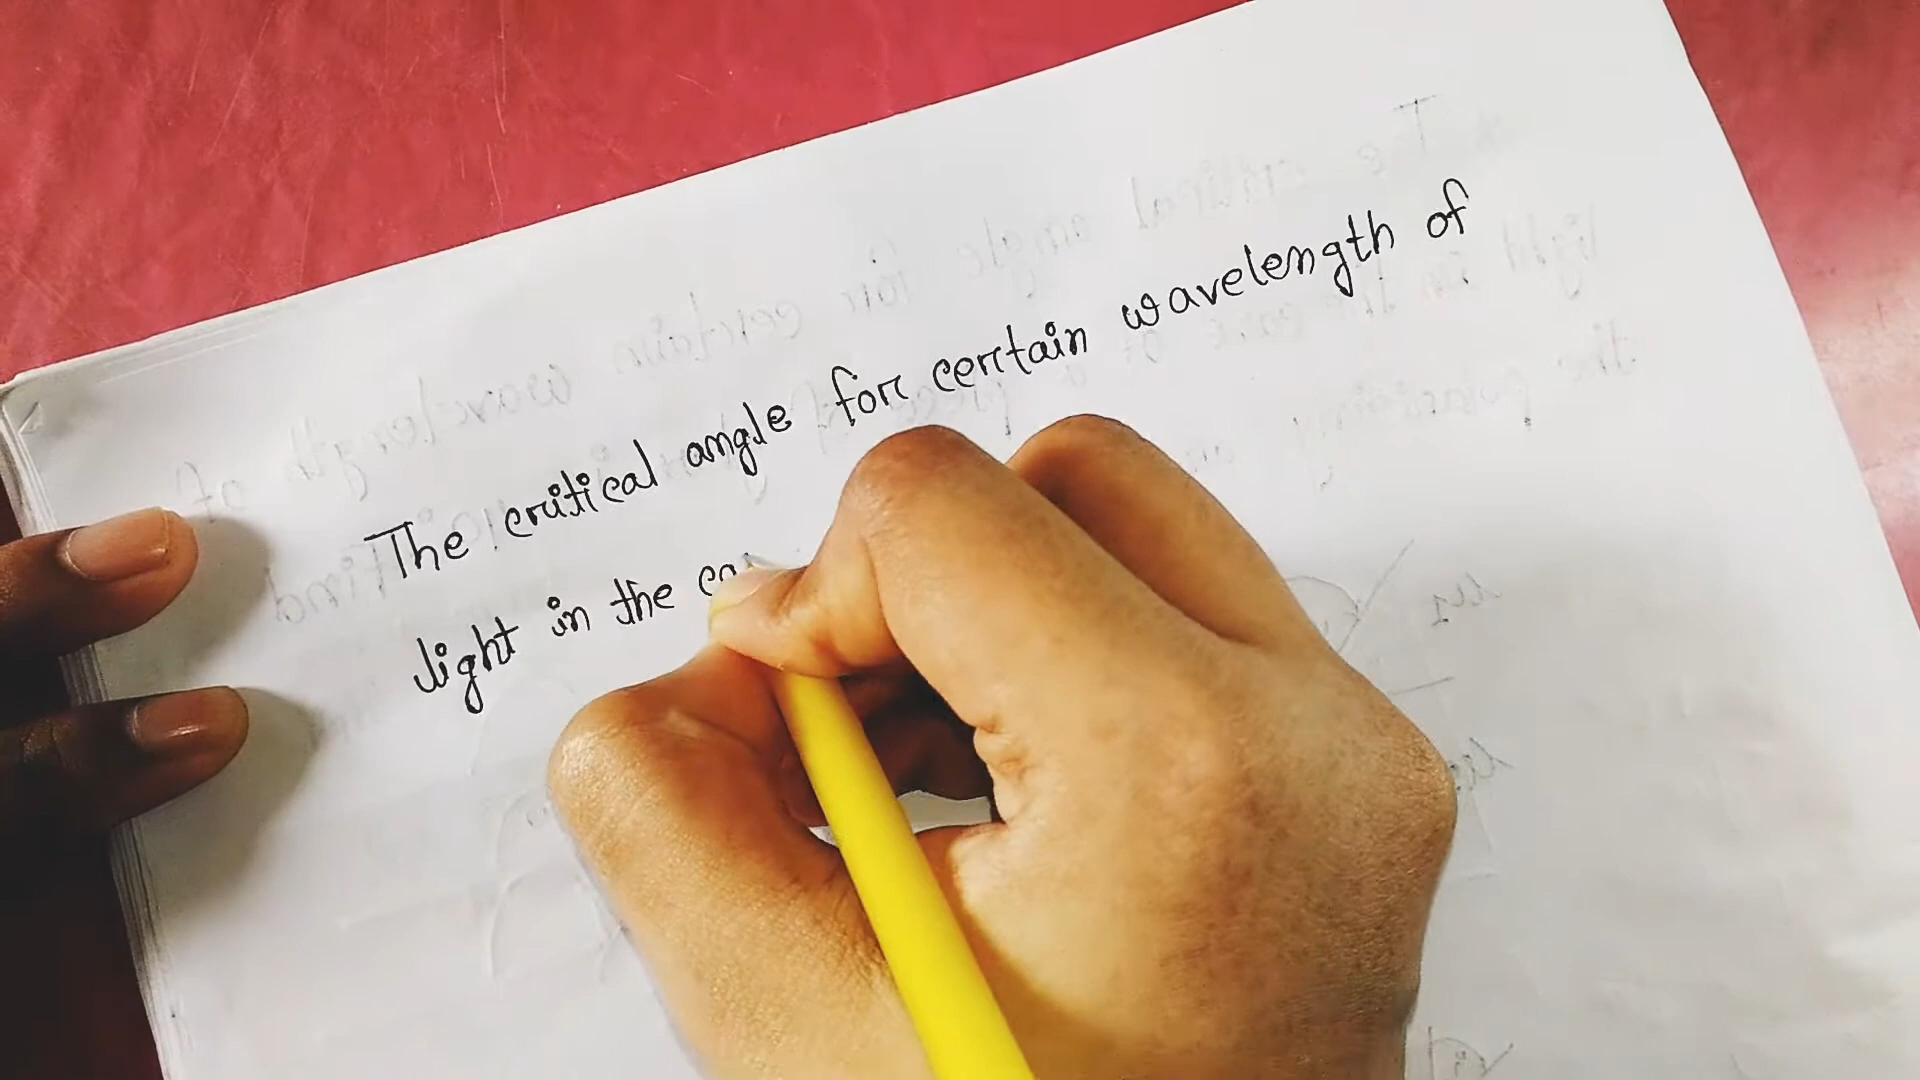 The critical angle for certain wavelength of
light in the